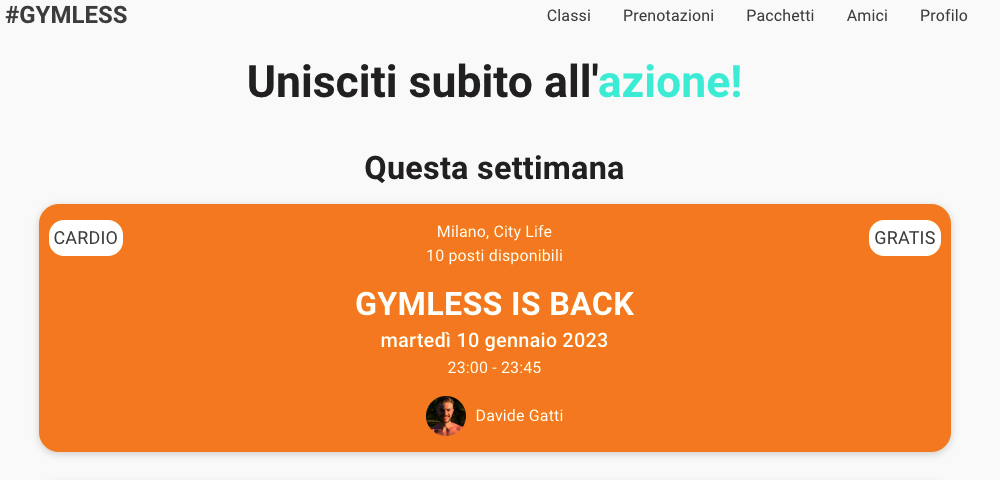 #GYMLESS
Classi Prenotazioni Pacchetti Amici Profilo
Unisciti subito all'azione!
Questa settimana
CARDIO
GRATIS
Milano, City Life
10 posti disponibili
GYMLESS IS BACK
martedì 10 gennaio 2023
23:00 - 23:45
Davide Gatti